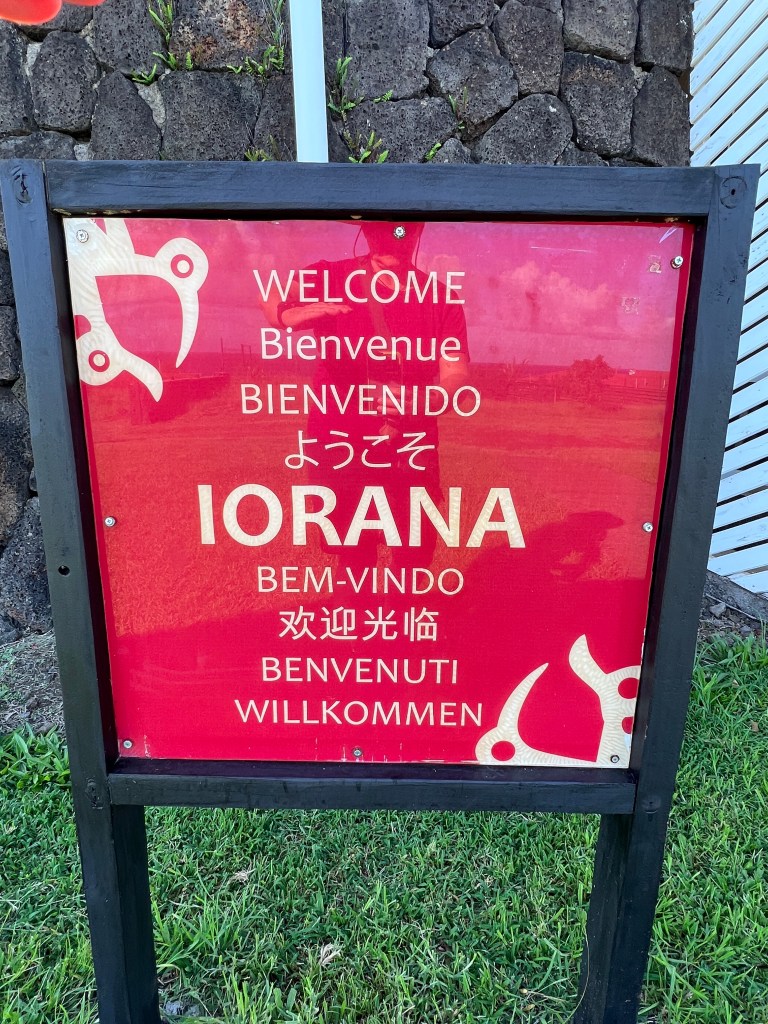 WELCOME
Bienvenue
BIENVENIDO
ようこそ
IORANA
BEM-VINDO
欢迎光临
BENVENUTI
WILLKOMMEN